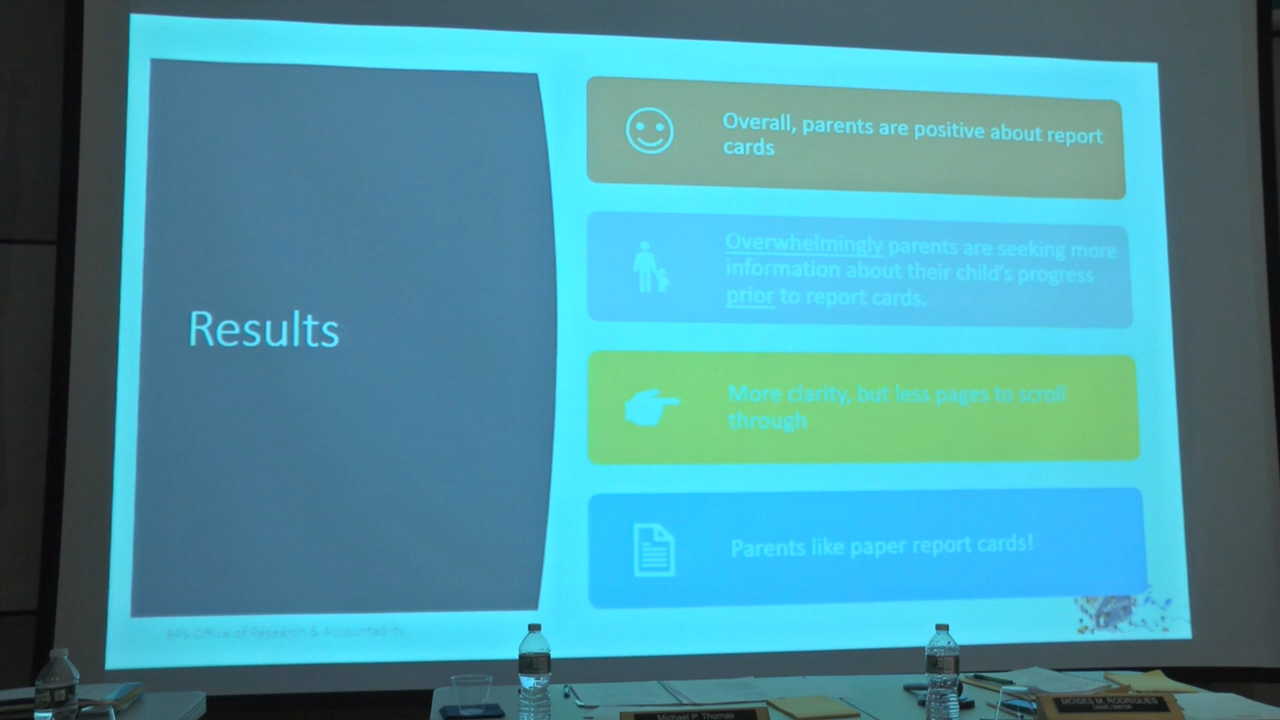 Results
Overall, parents are positive about report
cards
Overwhelmingly parents are seeking more
information about their child's progress
prior to report cards.
More clarity, but less pages to scroll
through
Parents like paper report cards!
BPS Office of Research & Accountability
Michael P. Thomas
MOISES M. RODRIGUES